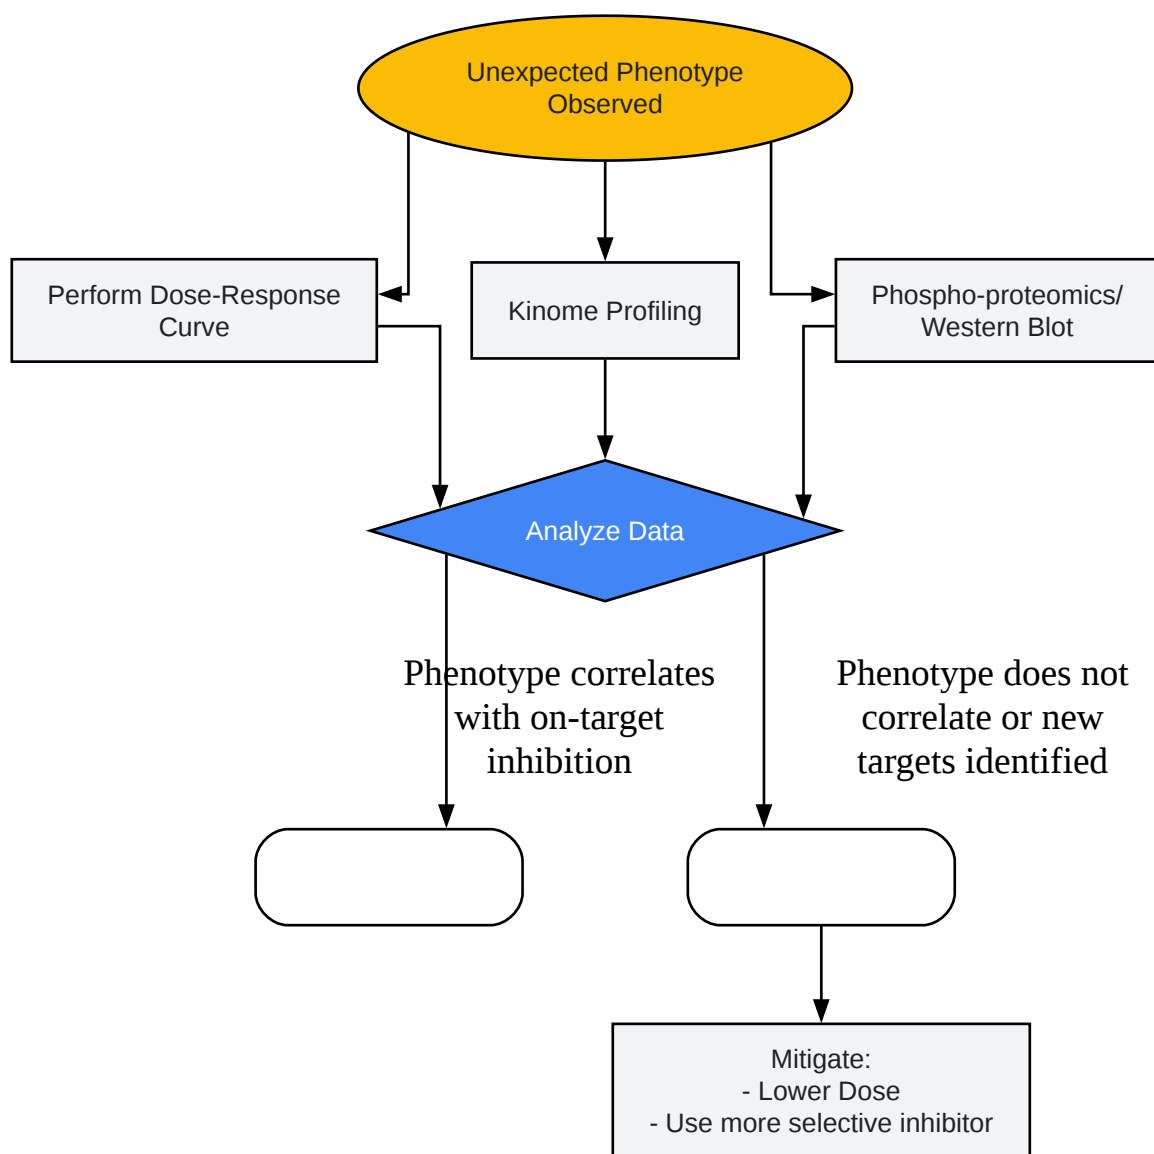 Unexpected Phenotype
Observed
Perform Dose-Response
Curve
Kinome Profiling
Phospho-proteomics/
Western Blot
Analyze Data
Phenotype correlates
with on-target
inhibition
Phenotype does not
correlate or new
targets identified
Mitigate:
- Lower Dose
- Use more selective inhibitor